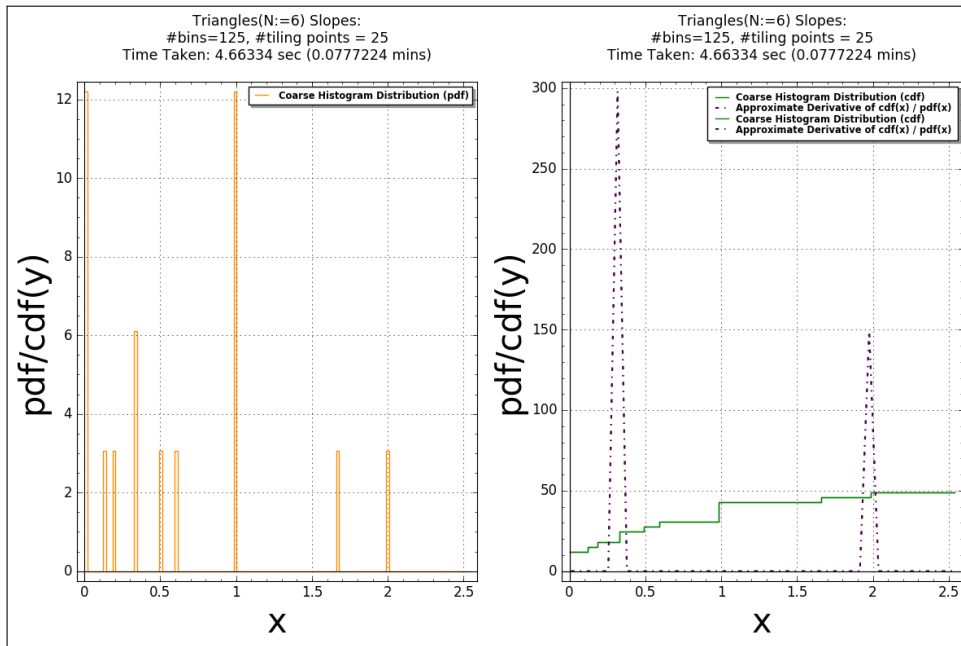 Triangles(N:=6) Slopes:
#bins=125, #tiling points = 25
Time Taken: 4.66334 sec (0.0777224 mins)
Coarse Histogram Distribution (pdf)
12
10
8
6
4
2
0
pdf/cdf(y)
0
0.5
1
1.5
2
2.5
x
Triangles(N:=6) Slopes:
#bins=125, #tiling points = 25
Time Taken: 4.66334 sec (0.0777224 mins)
Coarse Histogram Distribution (cdf)
Approximate Derivative of cdf(x) / pdf(x)
Coarse Histogram Distribution (cdf)
Approximate Derivative of cdf(x) / pdf(x)
300
250
200
150
100
50
0
pdf/cdf(y)
0
0.5
1
1.5
2
2.5
x